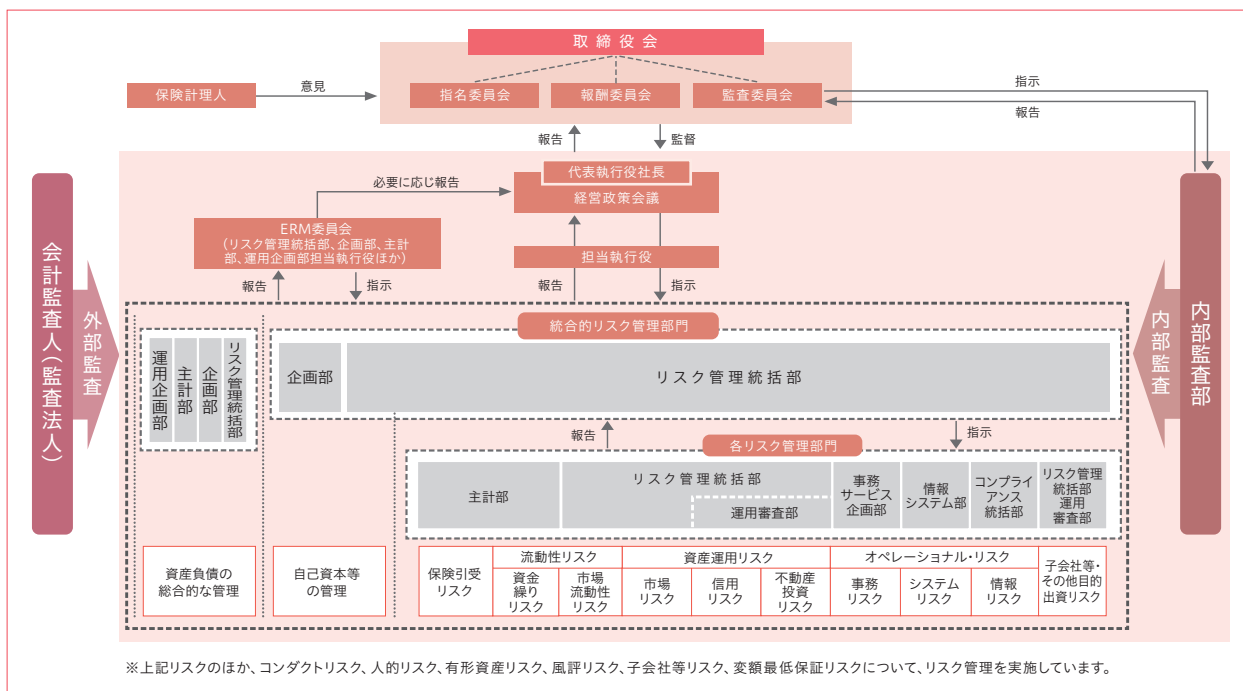 取締役会
指名委員会
報酬委員会
監査委員会
保険計理人
意見
指示
報告
報告
監督
代表執行役社長
経営政策会議
必要に応じ報告
ERM委員会
(リスク管理統括部、企画部、主計
部、運用企画部担当執行役ほか)
担当執行役
報告
指示
報告
指示
会計監査人(監査法人)
外部監査
内部監査
内部監査部
統合的リスク管理部門
運用企画部
主計部
企画部
リスク管理統括部
企画部
リスク管理統括部
報告
指示
各リスク管理部門
主計部
リスク管理統括部
運用審査部
事務
サービス
企画部
情報
システム部
コンプライ
アンス
統括部
リスク管理
統括部
運用
審査部
資産負債の
総合的な管理
自己資本等
の管理
保険引受
リスク
流動性リスク
資金
繰り
リスク
市場
流動性
リスク
資産運用リスク
市場
リスク
信用
リスク
不動産
投資
リスク
オペレーショナル・リスク
事務
リスク
システム
リスク
情報
リスク
子会社等・
その他目的
出資リスク
※上記リスクのほか、コンダクトリスク、人的リスク、有形資産リスク、風評リスク、子会社等リスク、変額最低保証リスクについて、リスク管理を実施しています。